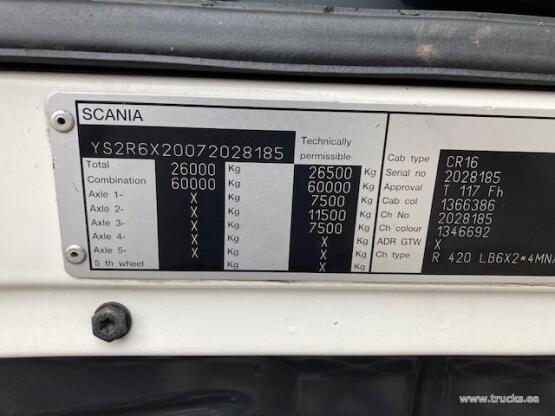 SCANIA
YS2R6X20072028185
Technically permissible
Total 26000 Kg 26500 Kg
Combination 60000 Kg 60000 Kg
Axle 1- X Kg 7500 Kg
Axle 2- X Kg 11500 Kg
Axle 3- X Kg 7500 Kg
Axle 4- X Kg X Kg
Axle 5- X Kg X Kg
5 th wheel Kg X Kg
Cab type CR16
Serial no 2028185
Approval T 117 Fh
Cab col 1366386
Ch No 2028185
Ch colour 1346692
ADR GTW X
Ch type R 420 LB6X2*4MNA
www.trucks.ee